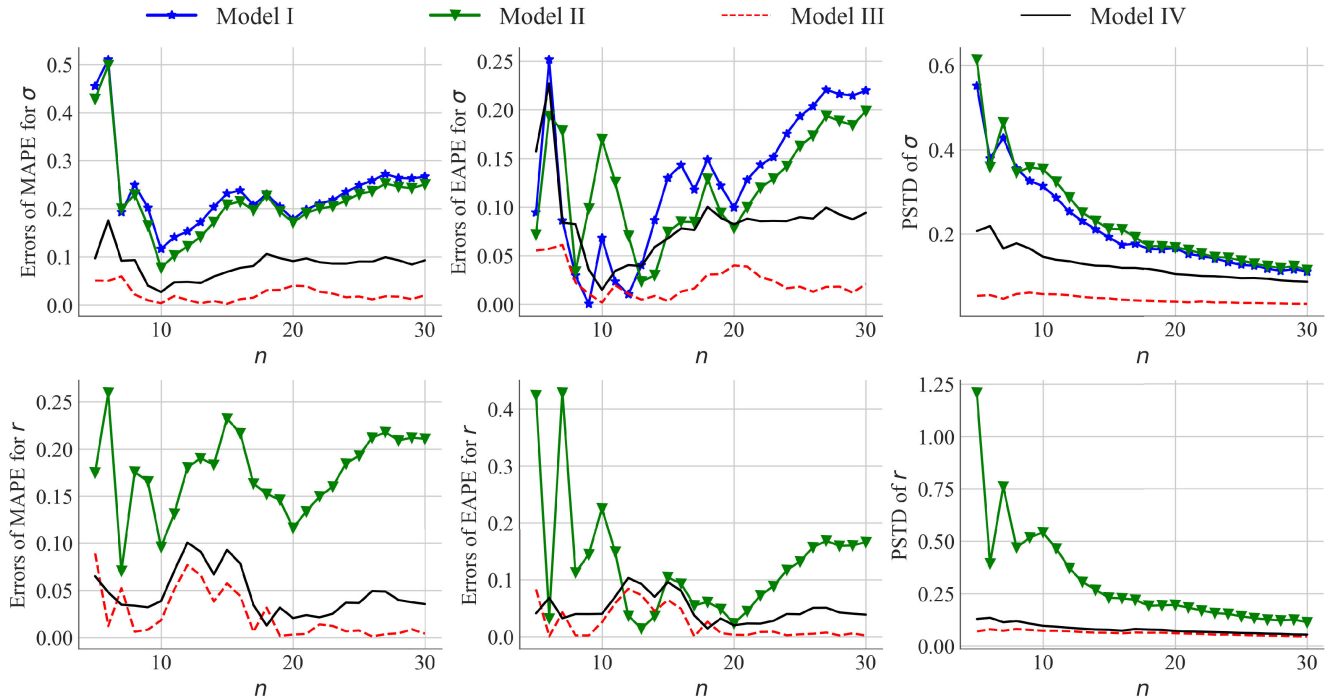 Model I Model II Model III Model IV
Errors of MAPE for σ
0.5
0.4
0.3
0.2
0.1
0.0
10 20 30
n
Errors of EAPE for σ
0.25
0.20
0.15
0.10
0.05
0.00
10 20 30
n
PSTD of σ
0.6
0.4
0.2
10 20 30
n
Errors of MAPE for r
0.25
0.20
0.15
0.10
0.05
0.00
10 20 30
n
Errors of EAPE for r
0.4
0.3
0.2
0.1
0.0
10 20 30
n
PSTD of r
1.25
1.00
0.75
0.50
0.25
0.00
10 20 30
n